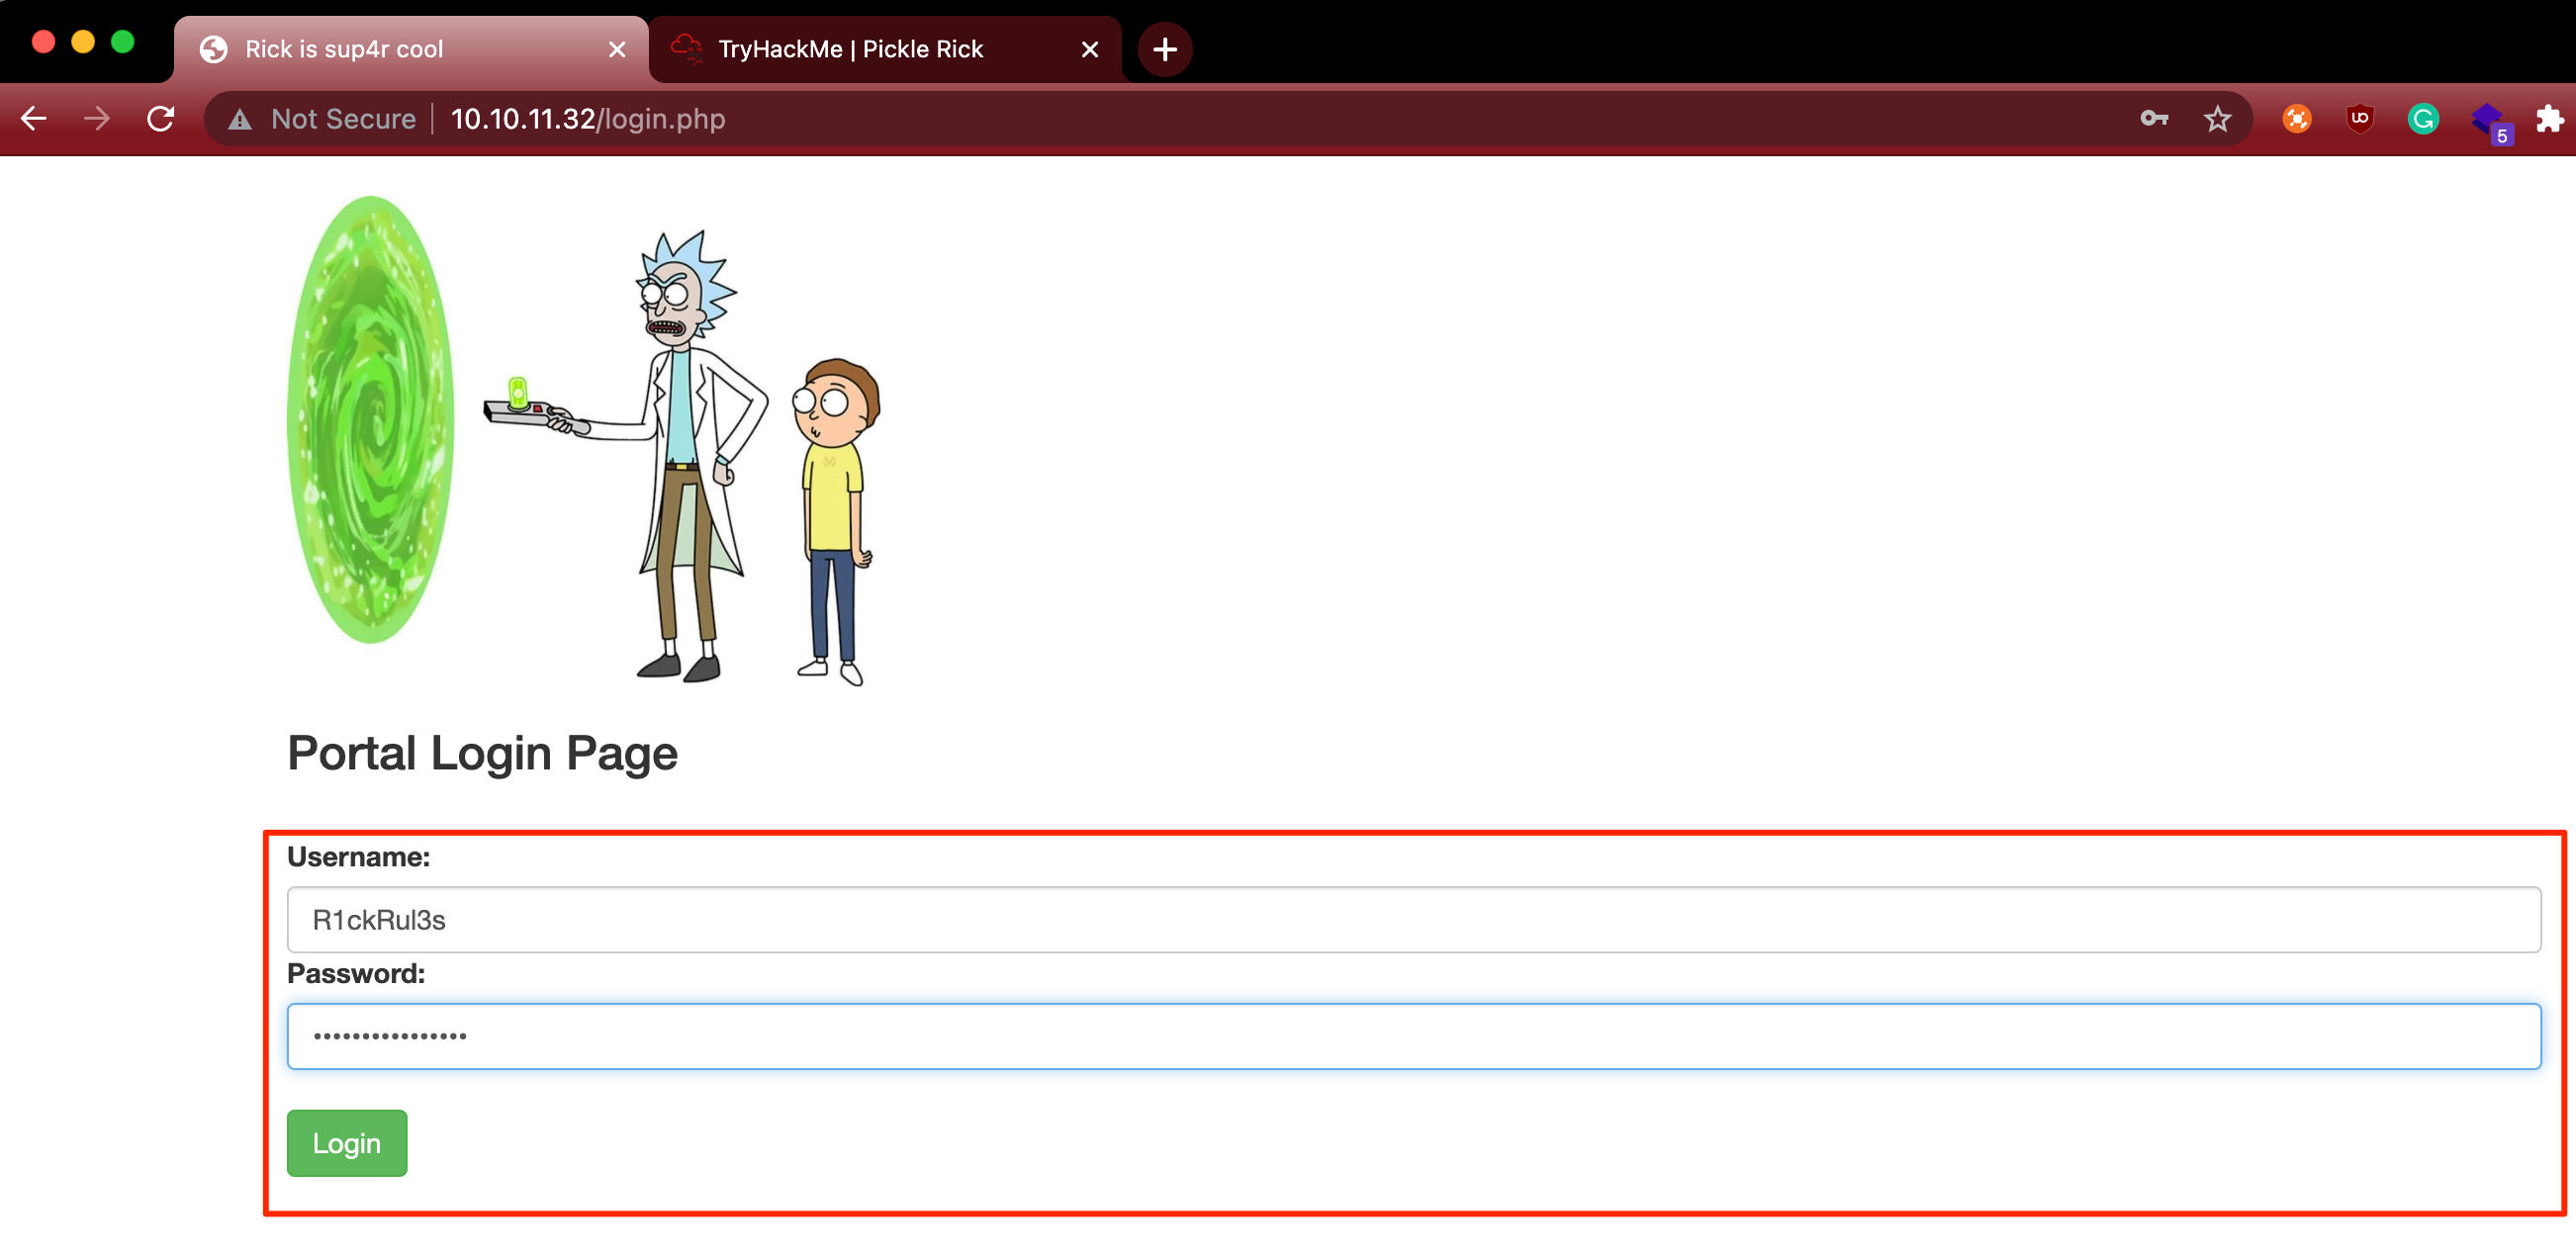 Rick is sup4r cool
TryHackMe | Pickle Rick
Not Secure | 10.10.11.32/login.php
5
Portal Login Page
Username:
R1ckRul3s
Password:
••••••••••••••••
Login